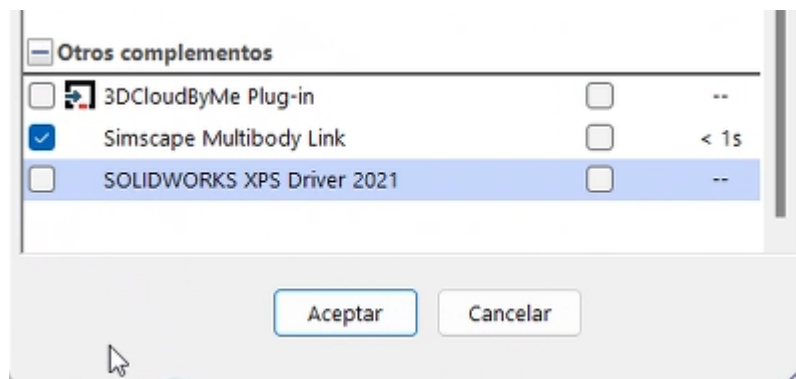 Otros complementos
3DCloudByMe Plug-in --
Simscape Multibody Link < 1s
SOLIDWORKS XPS Driver 2021 --
Aceptar Cancelar